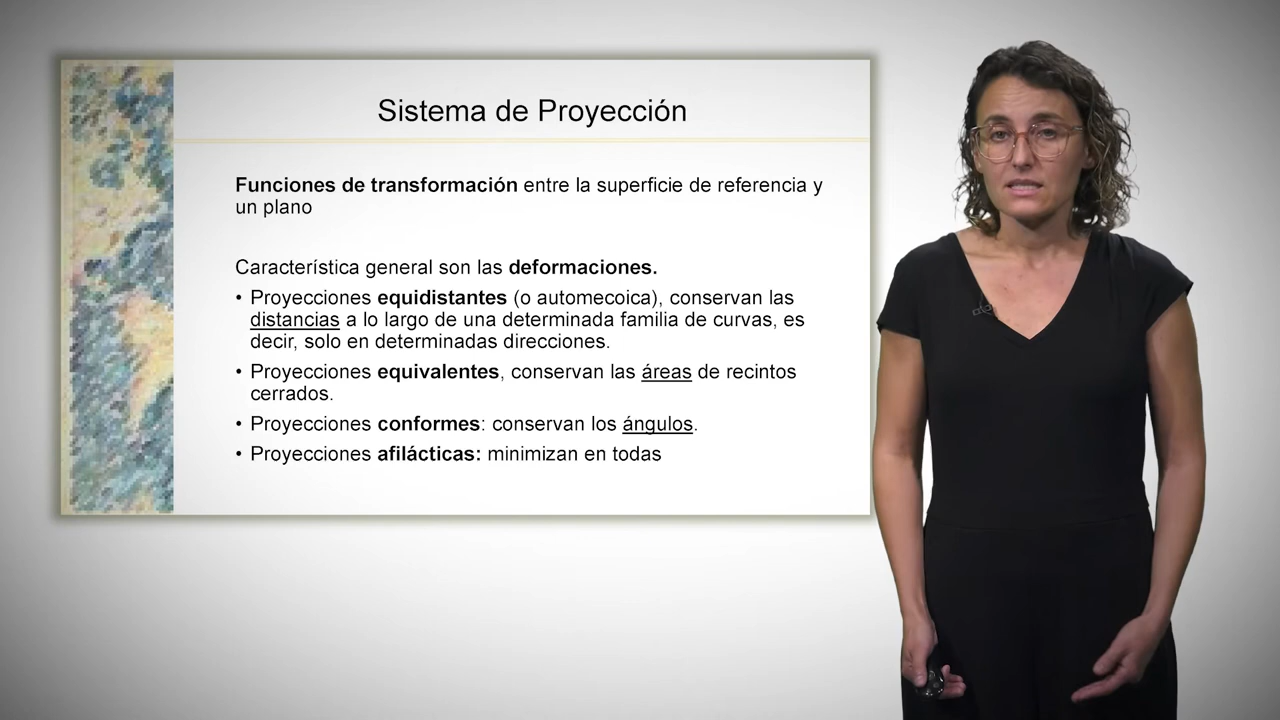 Sistema de Proyección
Funciones de transformación entre la superficie de referencia y
un plano
Característica general son las deformaciones.
• Proyecciones equidistantes (o automecoica), conservan las
distancias a lo largo de una determinada familia de curvas, es
decir, solo en determinadas direcciones.
• Proyecciones equivalentes, conservan las áreas de recintos
cerrados.
• Proyecciones conformes: conservan los ángulos.
• Proyecciones afilácticas: minimizan en todas